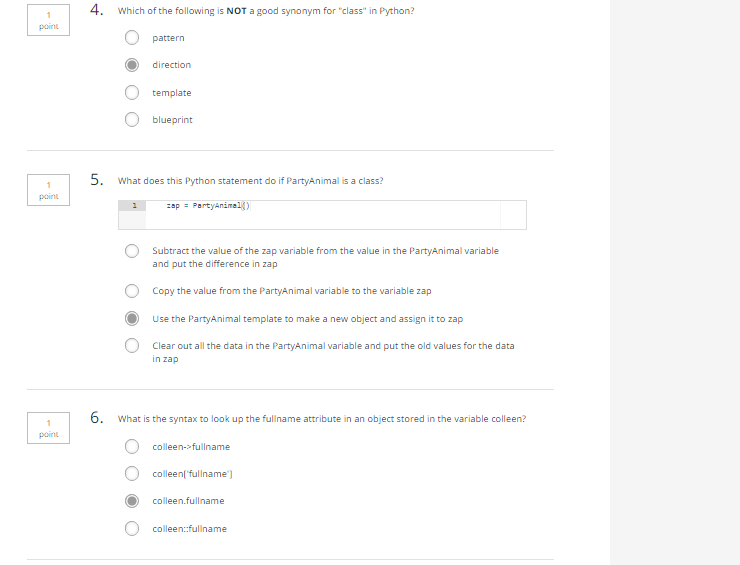 1
point
4. Which of the following is NOT a good synonym for "class" in Python?
pattern
direction
template
blueprint
1
point
5. What does this Python statement do if PartyAnimal is a class?
1 zap = PartyAnimal()
Subtract the value of the zap variable from the value in the PartyAnimal variable
and put the difference in zap
Copy the value from the PartyAnimal variable to the variable zap
Use the PartyAnimal template to make a new object and assign it to zap
Clear out all the data in the PartyAnimal variable and put the old values for the data
in zap
1
point
6. What is the syntax to look up the fullname attribute in an object stored in the variable colleen?
colleen->fullname
colleen['fullname']
colleen.fullname
colleen::fullname